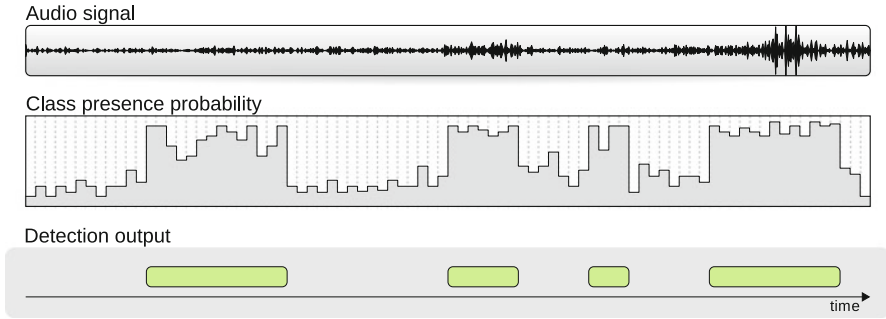 Audio signal
Class presence probability
Detection output
time